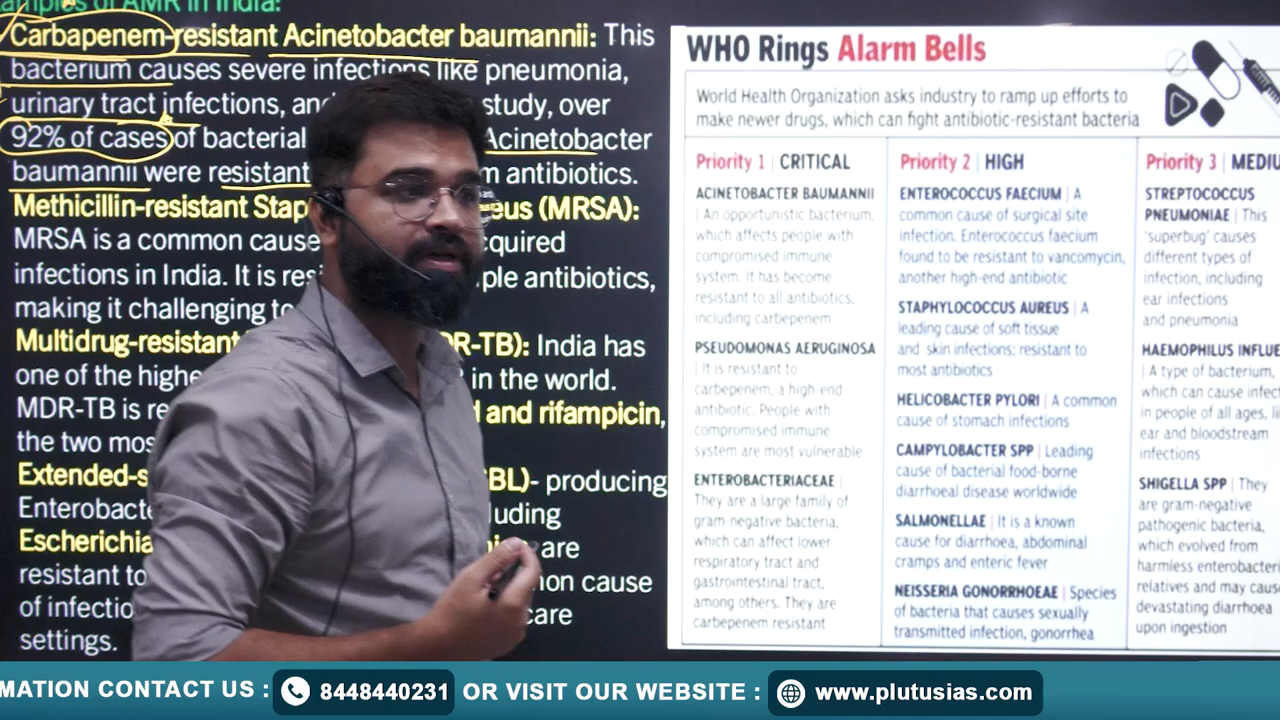 amples of AMR in India:
Carbapenem-resistant Acinetobacter baumannii: This
bacterium causes severe infections like pneumonia,
urinary tract infections, and study, over
92% of cases of bacterial Acinetobacter
baumannii were resistant antibiotics.
Methicillin-resistant Stap eus (MRSA):
MRSA is a common cause cquired
infections in India. It is res ple antibiotics,
making it challenging to
Multidrug-resistant R-TB): India has
one of the highe in the world.
MDR-TB is re d and rifampicin,
the two mos
Extended-s BL)- producing
Enterobacte luding
Escherichia are
resistant to on cause
of infectio care
settings.
WHO Rings Alarm Bells
World Health Organization asks industry to ramp up efforts to
make newer drugs, which can fight antibiotic-resistant bacteria
Priority 1 | CRITICAL
ACINETOBACTER BAUMANNII
| An opportunistic bacterium,
which affects people with
compromised immune
system. It has become
resistant to all antibiotics,
including carbepenem
PSEUDOMONAS AERUGINOSA
| It is resistant to
carbepenem, a high-end
antibiotic. People with
compromised immune
system are most vulnerable
ENTEROBACTERIACEAE |
They are a large family of
gram-negative bacteria,
which can affect lower
respiratory tract and
gastrointestinal tract,
among others. They are
carbepenem resistant
Priority 2 | HIGH
ENTEROCOCCUS FAECIUM | A
common cause of surgical site
infection. Enterococcus faecium
found to be resistant to vancomycin,
another high-end antibiotic
STAPHYLOCOCCUS AUREUS | A
leading cause of soft tissue
and skin infections; resistant to
most antibiotics
HELICOBACTER PYLORI | A common
cause of stomach infections
CAMPYLOBACTER SPP | Leading
cause of bacterial food-borne
diarrhoeal disease worldwide
SALMONELLAE | It is a known
cause for diarrhoea, abdominal
cramps and enteric fever
NEISSERIA GONORRHOEAE | Species
of bacteria that causes sexually
transmitted infection, gonorrhea
Priority 3 | MEDIU
STREPTOCOCCUS
PNEUMONIAE | This
'superbug' causes
different types of
infection, including
ear infections
and pneumonia
HAEMOPHILUS INFLUE
| A type of bacterium,
which can cause infect
in people of all ages, li
ear and bloodstream
infections
SHIGELLA SPP | They
are gram-negative
pathogenic bacteria,
which evolved from
harmless enterobacteri
relatives and may caus
devastating diarrhoea
upon ingestion
MATION CONTACT US : 8448440231 OR VISIT OUR WEBSITE : www.plutusias.com